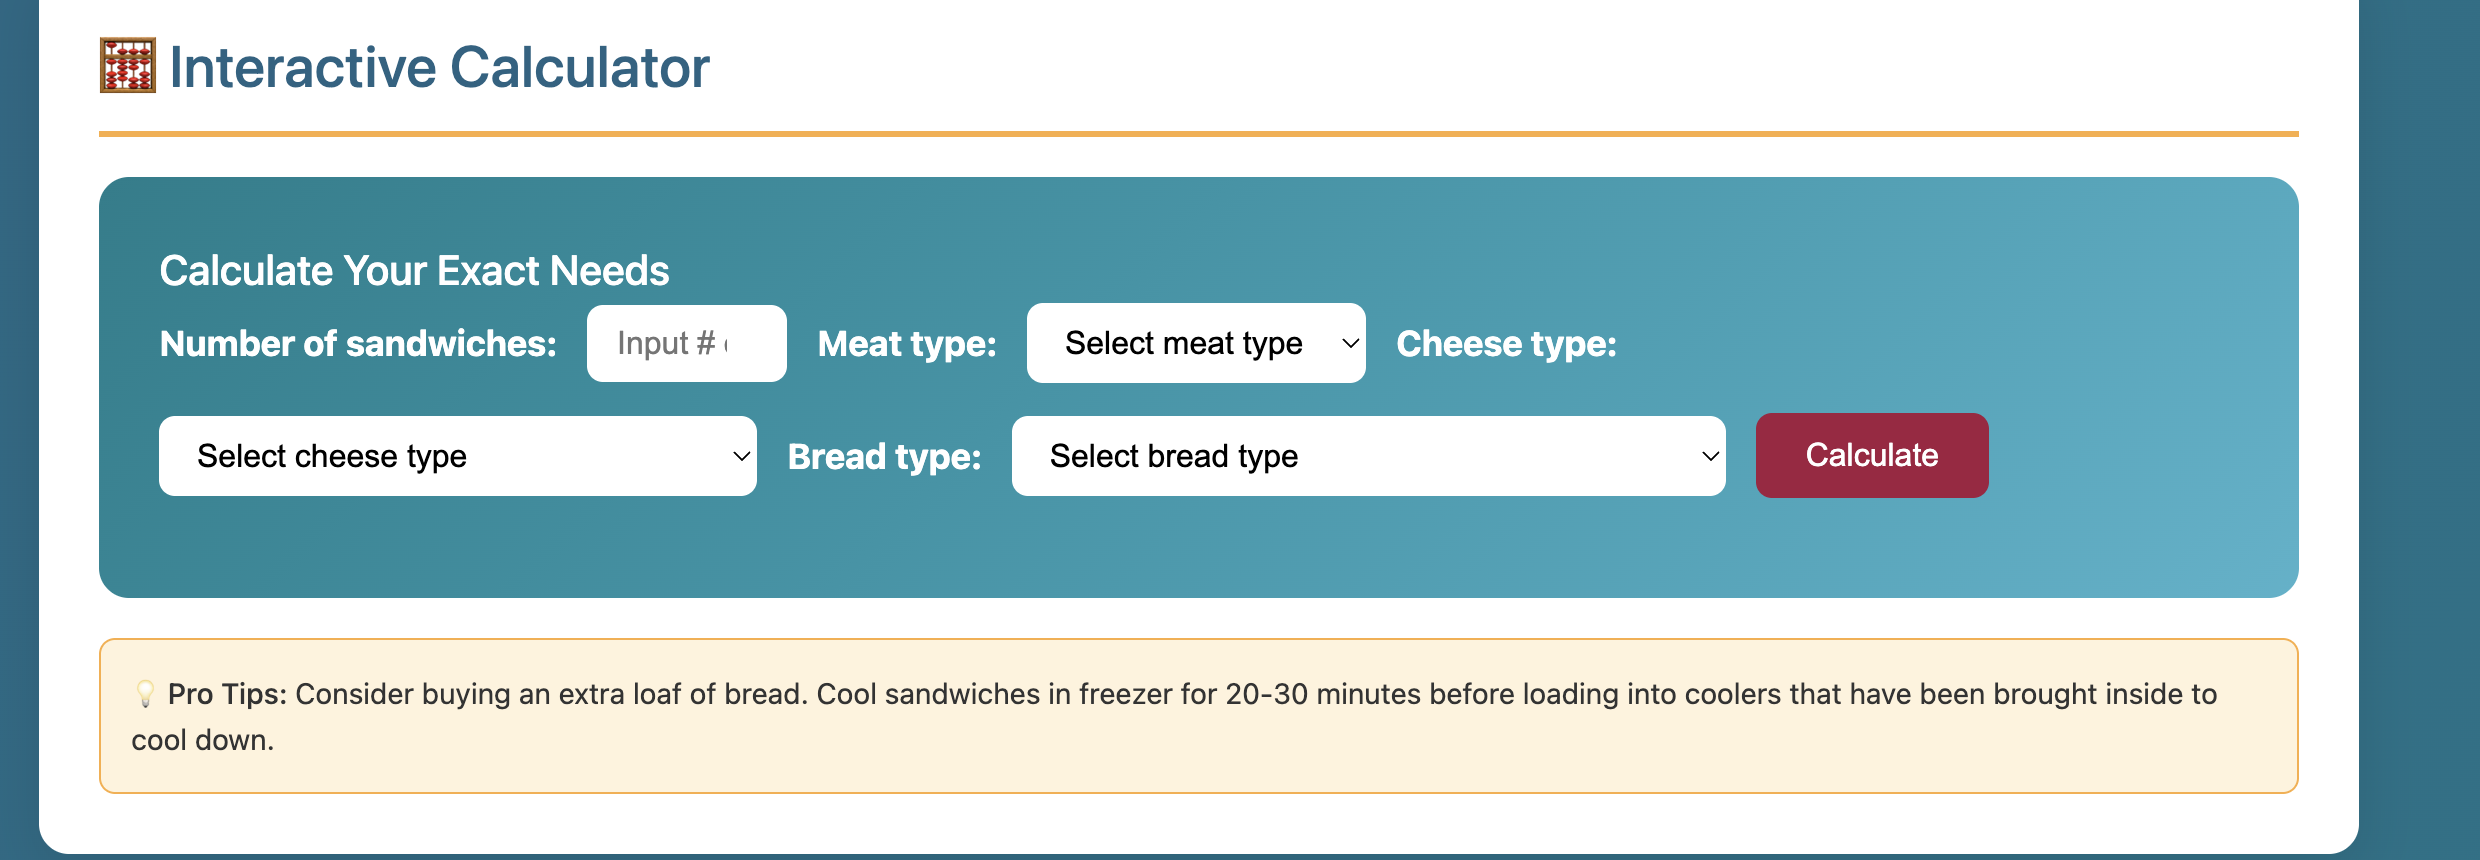 Interactive Calculator
Calculate Your Exact Needs
Number of sandwiches: Input # Meat type: Select meat type Cheese type:
Select cheese type Bread type: Select bread type Calculate
Pro Tips: Consider buying an extra loaf of bread. Cool sandwiches in freezer for 20-30 minutes before loading into coolers that have been brought inside to
cool down.